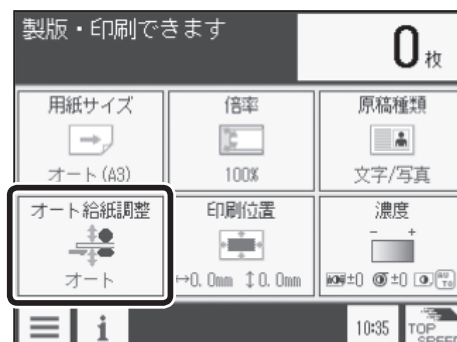 製版・印刷できます
0枚
用紙サイズ
オート(A3)
倍率
100%
原稿種類
文字/写真
オート給紙調整
オート
印刷位置
↔0.0mm ↕0.0mm
濃度
- +
±0 ±0 AUTO
i
10:35
TOP SPEED